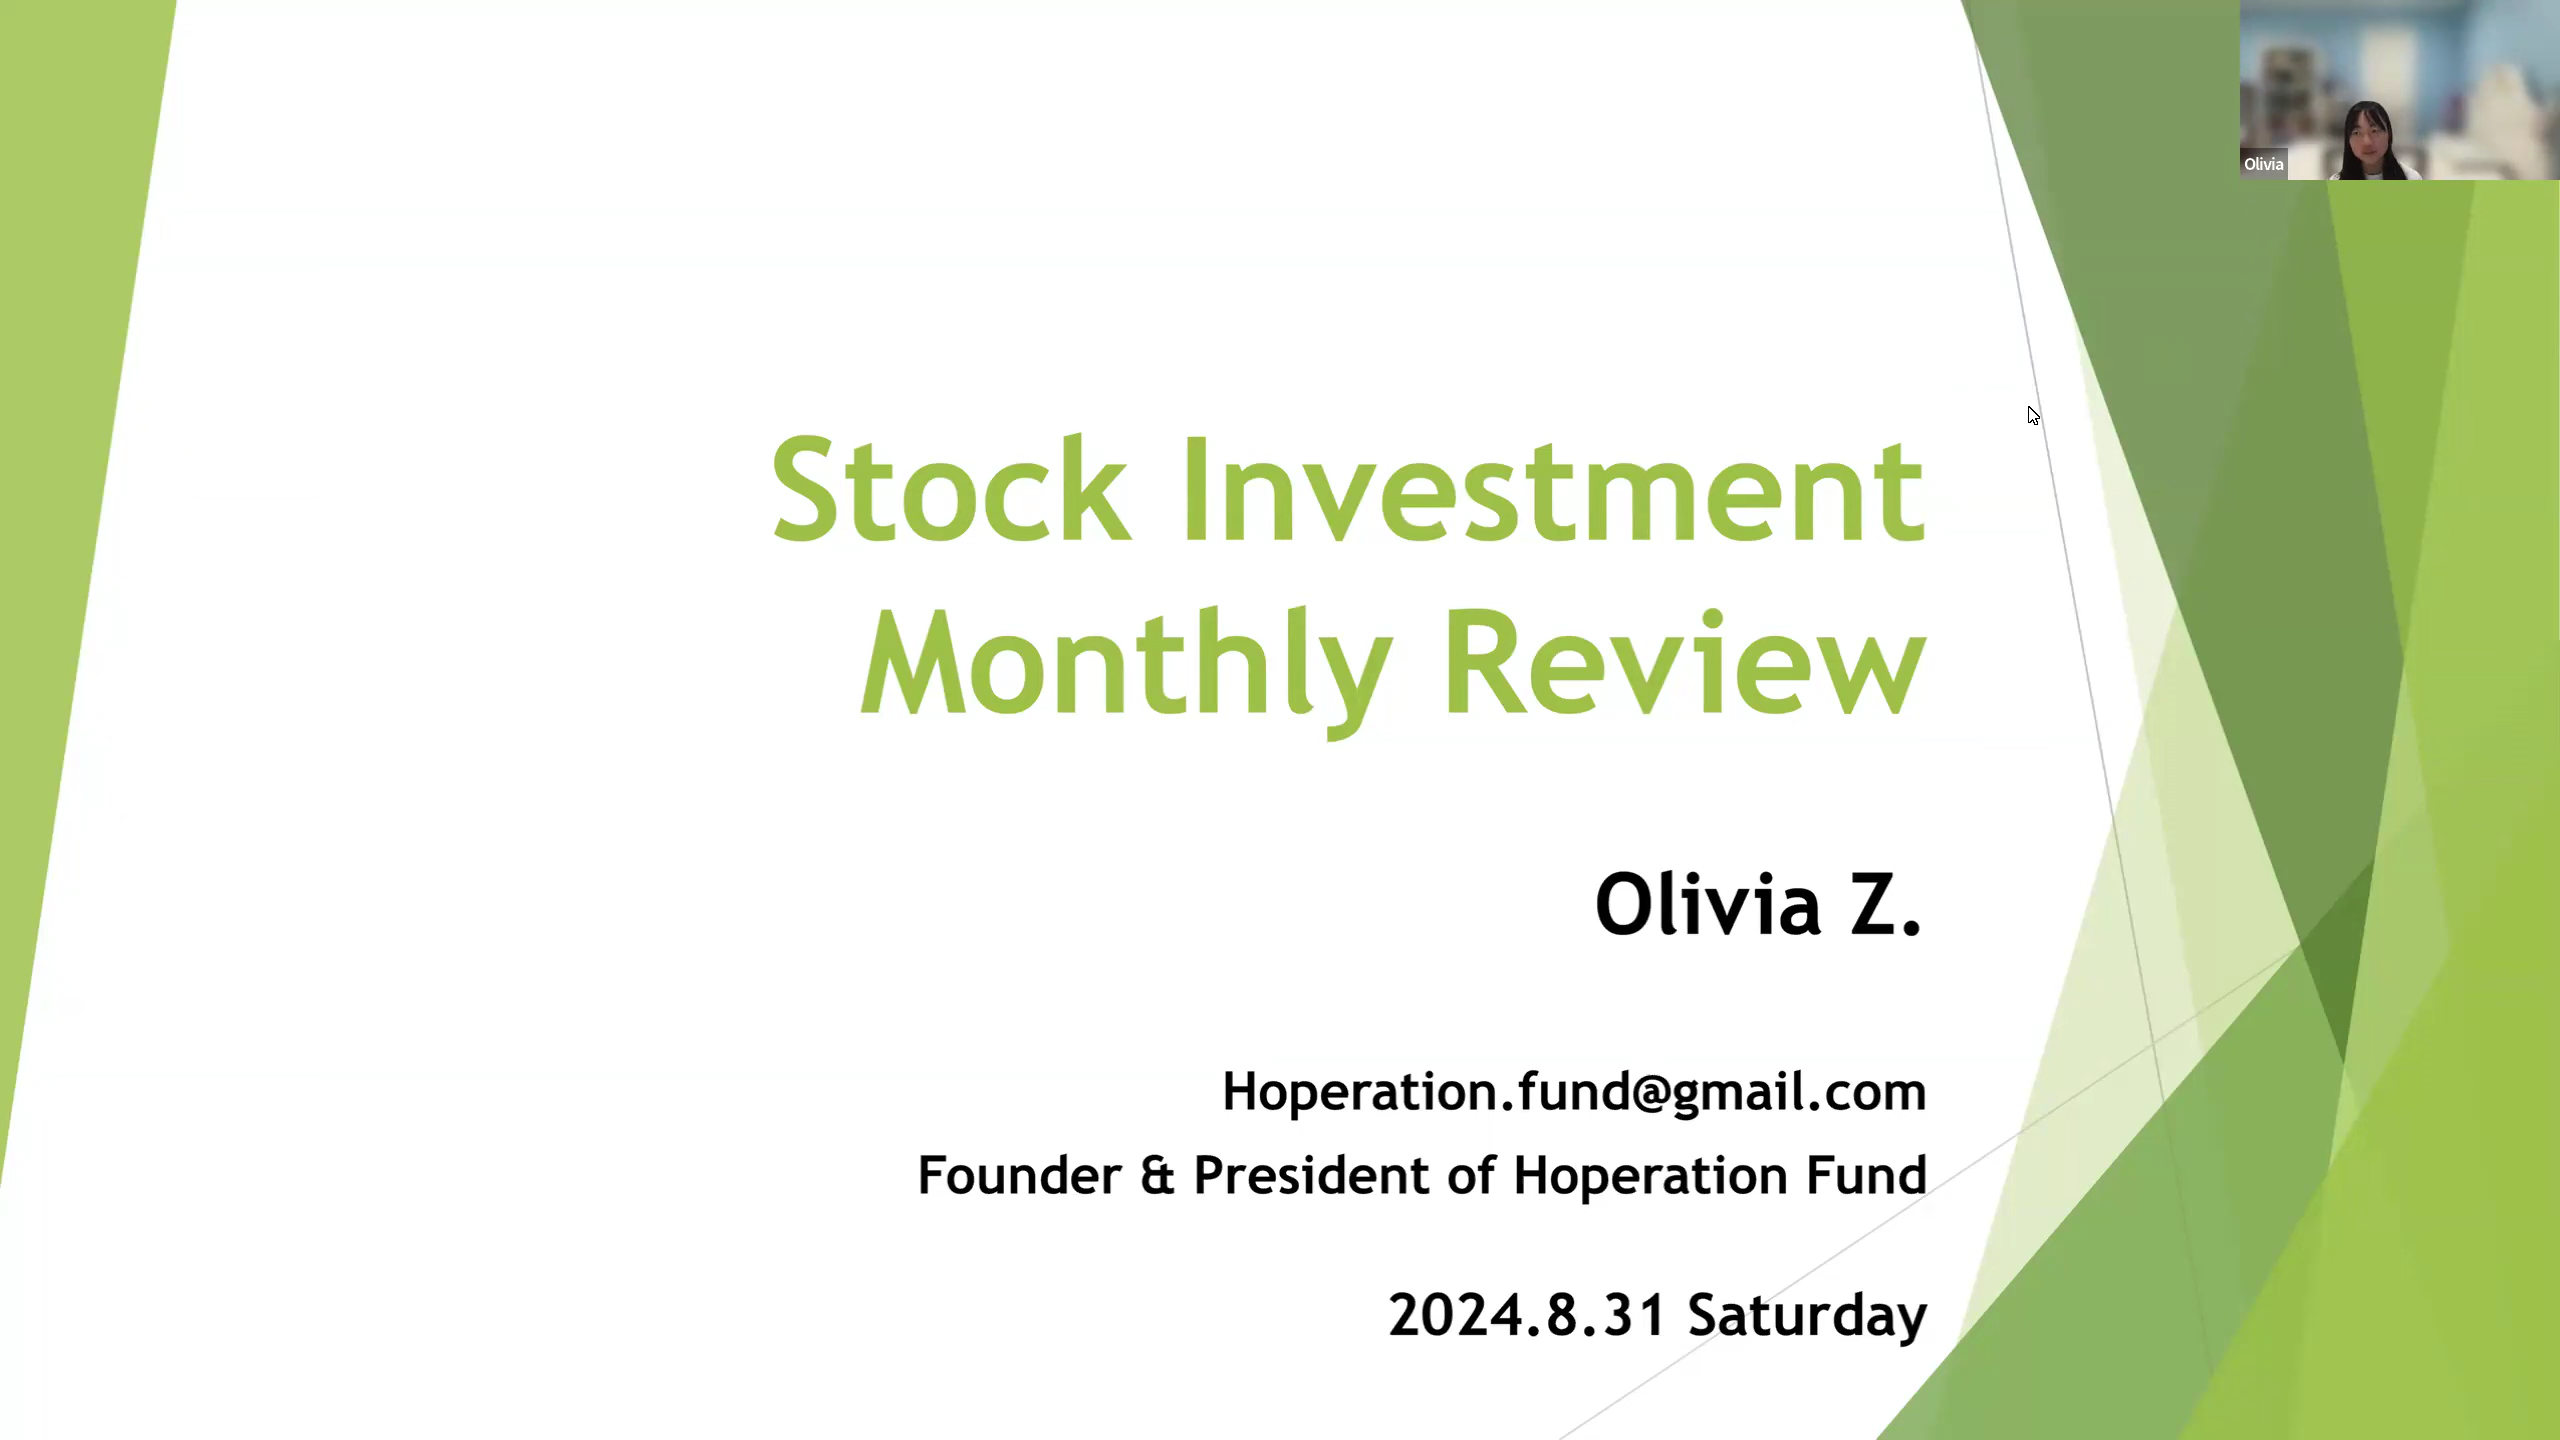 Olivia
Stock Investment
Monthly Review
Olivia Z.
Hoperation.fund@gmail.com
Founder & President of Hoperation Fund
2024.8.31 Saturday